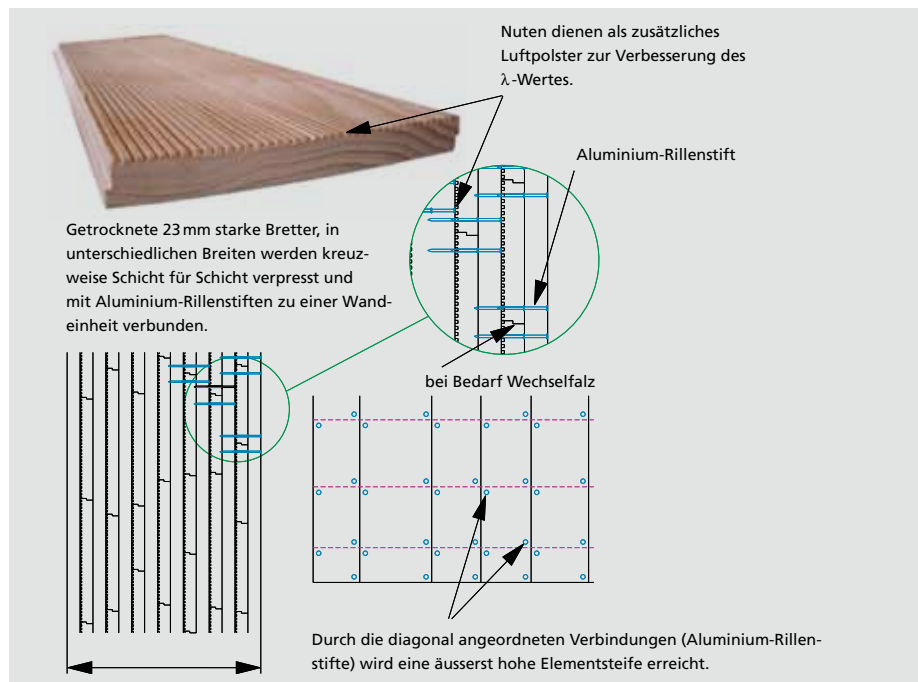 Nuten dienen als zusätzliches
Luftpolster zur Verbesserung des
λ-Wertes.
Aluminium-Rillenstift
Getrocknete 23 mm starke Bretter, in
unterschiedlichen Breiten werden kreuz-
weise Schicht für Schicht verpresst und
mit Aluminium-Rillenstiften zu einer Wand-
einheit verbunden.
bei Bedarf Wechselfalz
Durch die diagonal angeordneten Verbindungen (Aluminium-Rillen-
stifte) wird eine äusserst hohe Elementsteife erreicht.